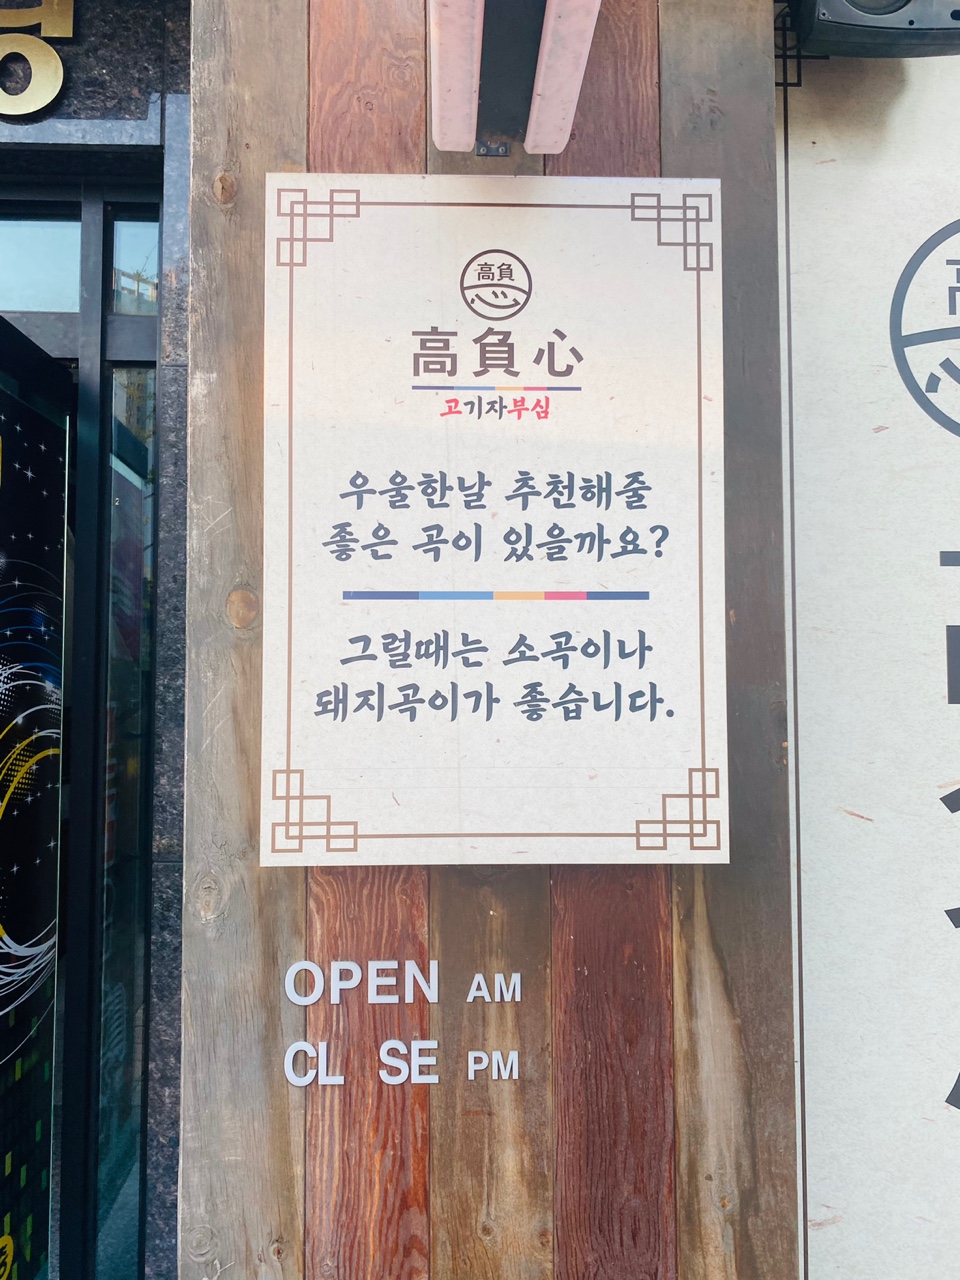 高負
心
高負心
고기자부심
우울한날 추천해줄
좋은 곡이 있을까요?
그럴때는 소곡이나
돼지곡이가 좋습니다.
OPEN AM
CL SE PM